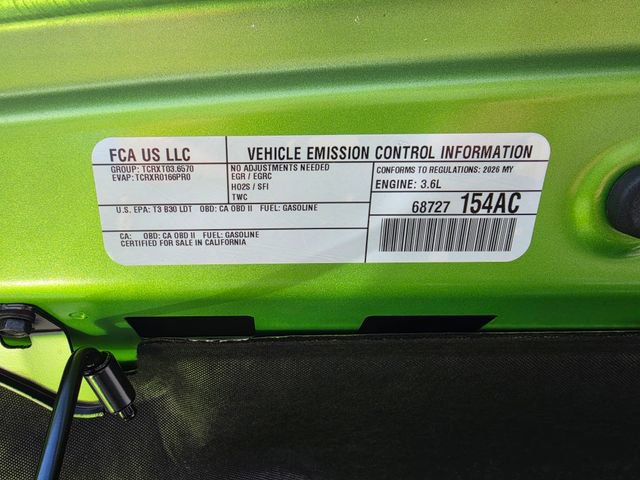 FCA US LLC
VEHICLE EMISSION CONTROL INFORMATION
GROUP: TCRXT03.6570
EVAP: TCRXR0166PR0
NO ADJUSTMENTS NEEDED
EGR / EGRC
HO2S / SFI
TWC
CONFORMS TO REGULATIONS: 2026 MY
ENGINE: 3.6L
U.S. EPA: T3 B30 LDT OBD: CA OBD II FUEL: GASOLINE
68727 154AC
CA: OBD: CA OBD II FUEL: GASOLINE
CERTIFIED FOR SALE IN CALIFORNIA